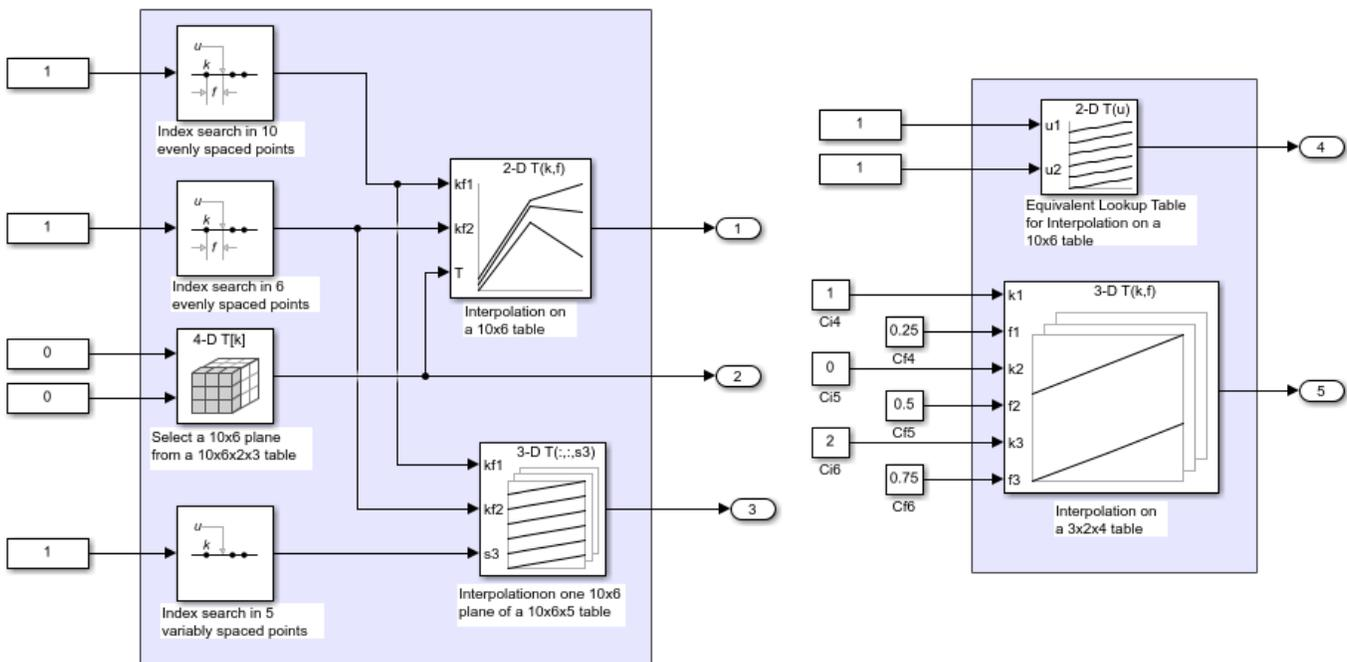 1
u
k
f
Index search in 10
evenly spaced points
1
u
k
f
Index search in 6
evenly spaced points
0
0
4-D T[k]
Select a 10x6 plane
from a 10x6x2x3 table
1
u
k
Index search in 5
variably spaced points
2-D T(k,f)
kf1
kf2
T
Interpolation on
a 10x6 table
1
2
3-D T(:,:,s3)
kf1
kf2
s3
Interpolationon one 10x6
plane of a 10x6x5 table
3
1
1
2-D T(u)
u1
u2
Equivalent Lookup Table
for Interpolation on a
10x6 table
4
1
Ci4
0.25
Cf4
0
Ci5
0.5
Cf5
2
Ci6
0.75
Cf6
3-D T(k,f)
k1
f1
k2
f2
k3
f3
Interpolation on
a 3x2x4 table
5